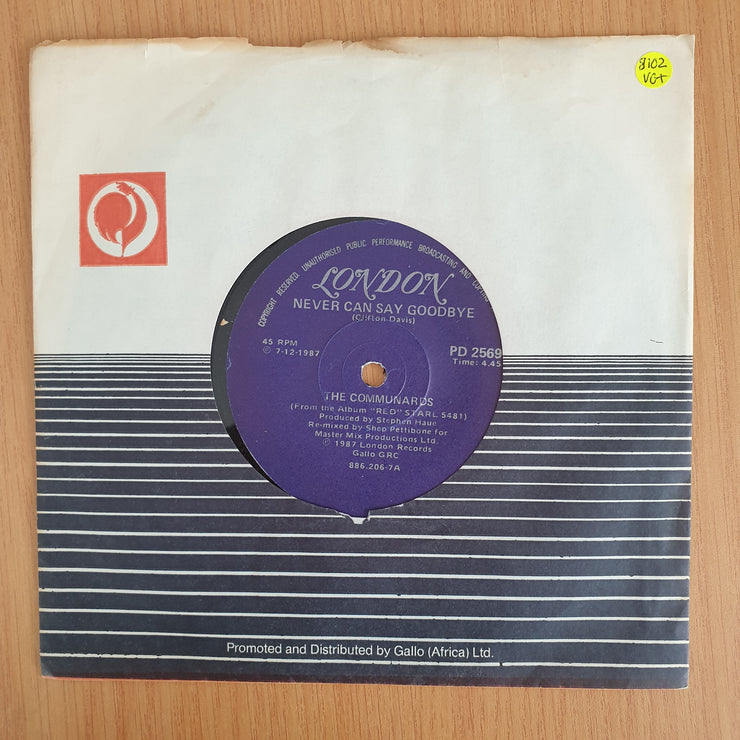 S102
VG+
COPYRIGHT RESERVED. UNAUTHORISED PUBLIC PERFORMANCE BROADCASTING AND COPYING
LONDON
NEVER CAN SAY GOODBYE
(Clifton Davis)
45 RPM
℗ 7-12-1987
PD 2569
Time: 4.45
THE COMMUNARDS
(From the Album "RED" STARL 5481)
Produced by Stephen Haue
Re-mixed by Shep Pettibone for
Master Mix Productions Ltd.
℗ 1987 London Records
Gallo GRC
886.206-7A
Promoted and Distributed by Gallo (Africa) Ltd.